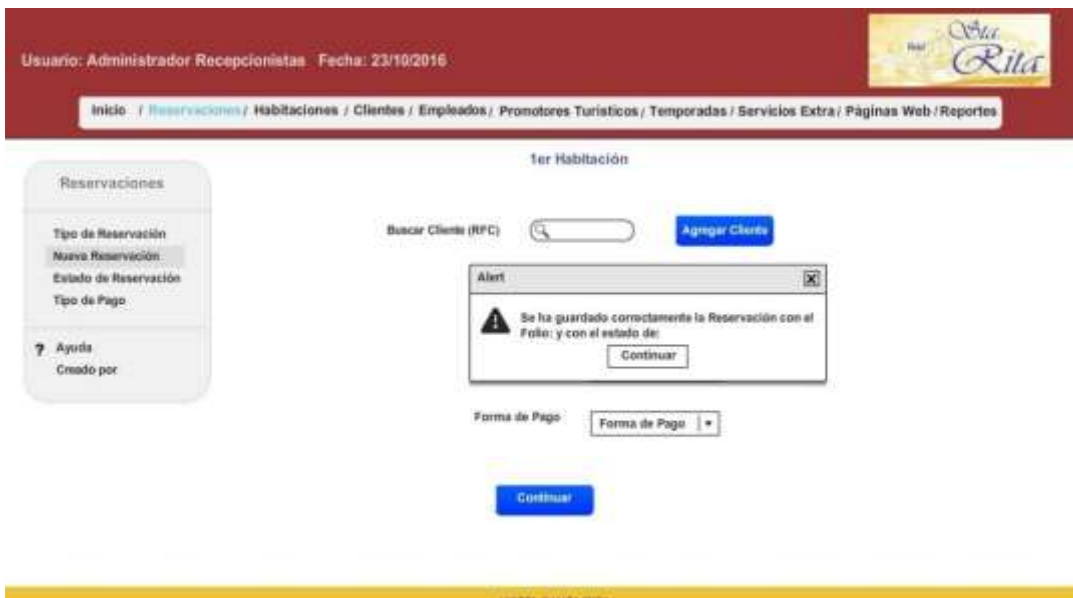 Usuario: Administrador Recepcionistas Fecha: 23/10/2016
Hotel
Sta.
Rita
Inicio / Reservaciones / Habitaciones / Clientes / Empleados / Promotores Turísticos / Temporadas / Servicios Extra / Páginas Web / Reportes
1er Habitación
Reservaciones
Tipo de Reservación
Nueva Reservación
Estado de Reservación
Tipo de Pago
? Ayuda
Creado por
Buscar Cliente (RFC)
Agregar Cliente
Alert
Se ha guardado correctamente la Reservación con el
Folio: y con el estado de:
Continuar
Forma de Pago
Forma de Pago
Continuar